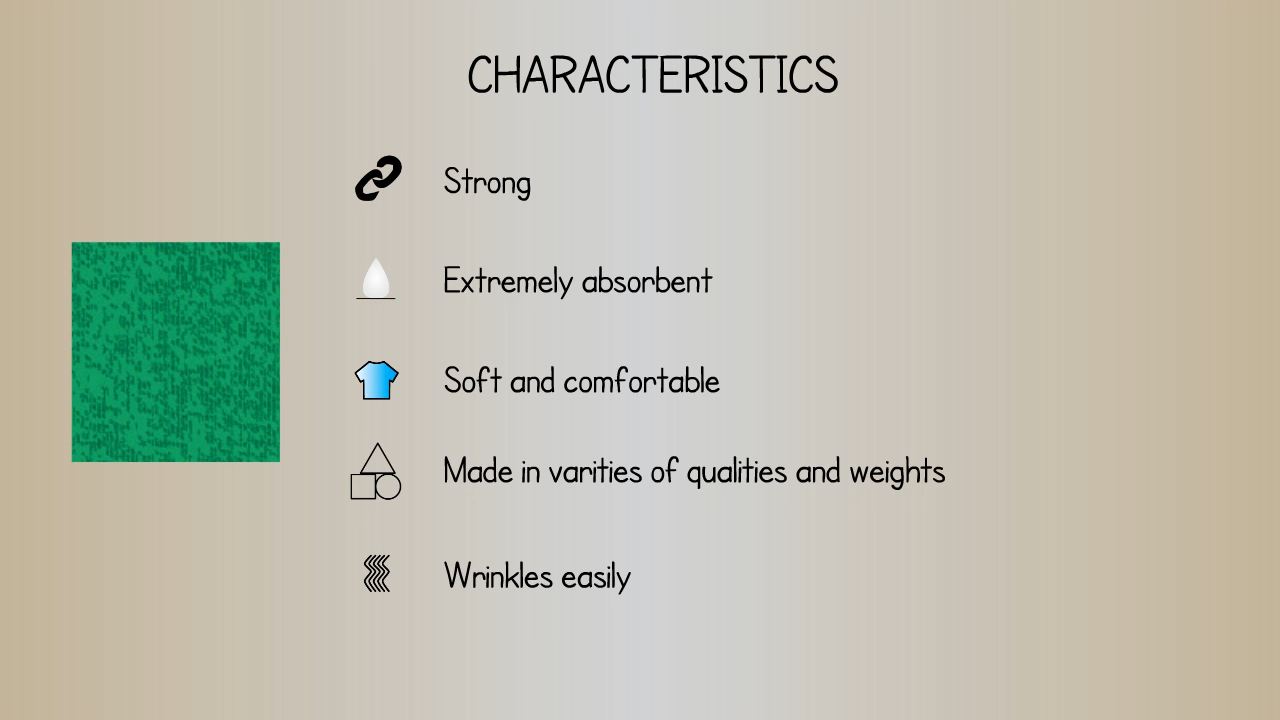 CHARACTERISTICS
Strong
Extremely absorbent
Soft and comfortable
Made in varities of qualities and weights
Wrinkles easily